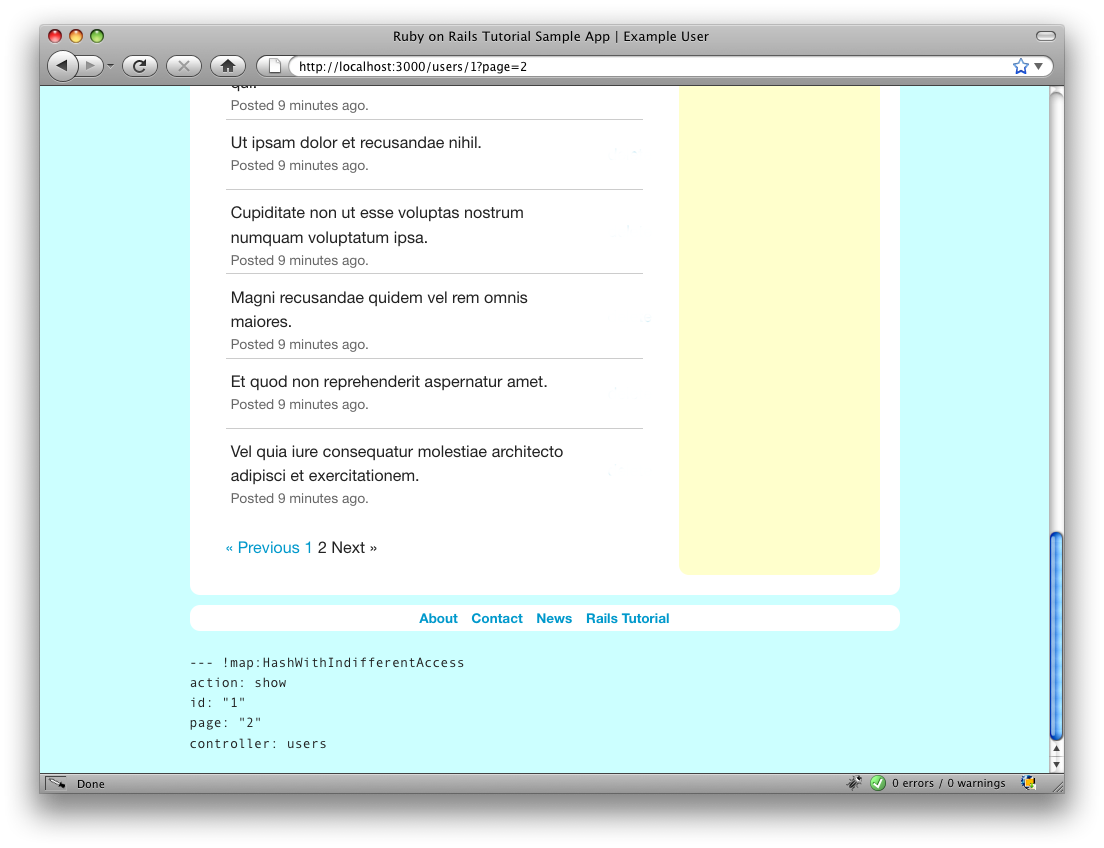 Ruby on Rails Tutorial Sample App | Example User
http://localhost:3000/users/1?page=2
Posted 9 minutes ago.
Ut ipsam dolor et recusandae nihil.
Posted 9 minutes ago.
Cupiditate non ut esse voluptas nostrum
numquam voluptatum ipsa.
Posted 9 minutes ago.
Magni recusandae quidem vel rem omnis
maiores.
Posted 9 minutes ago.
Et quod non reprehenderit aspernatur amet.
Posted 9 minutes ago.
Vel quia iure consequatur molestiae architecto
adipisci et exercitationem.
Posted 9 minutes ago.
« Previous 1 2 Next »
About Contact News Rails Tutorial
--- !map:HashWithIndifferentAccess
action: show
id: "1"
page: "2"
controller: users
Done 0 errors / 0 warnings